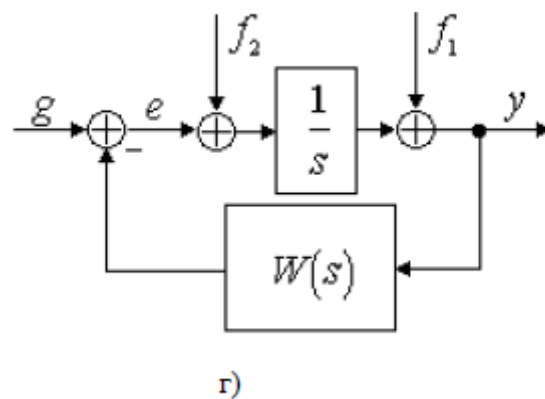 f₂ f₁
g e 1/s y
−
W(s)
г)